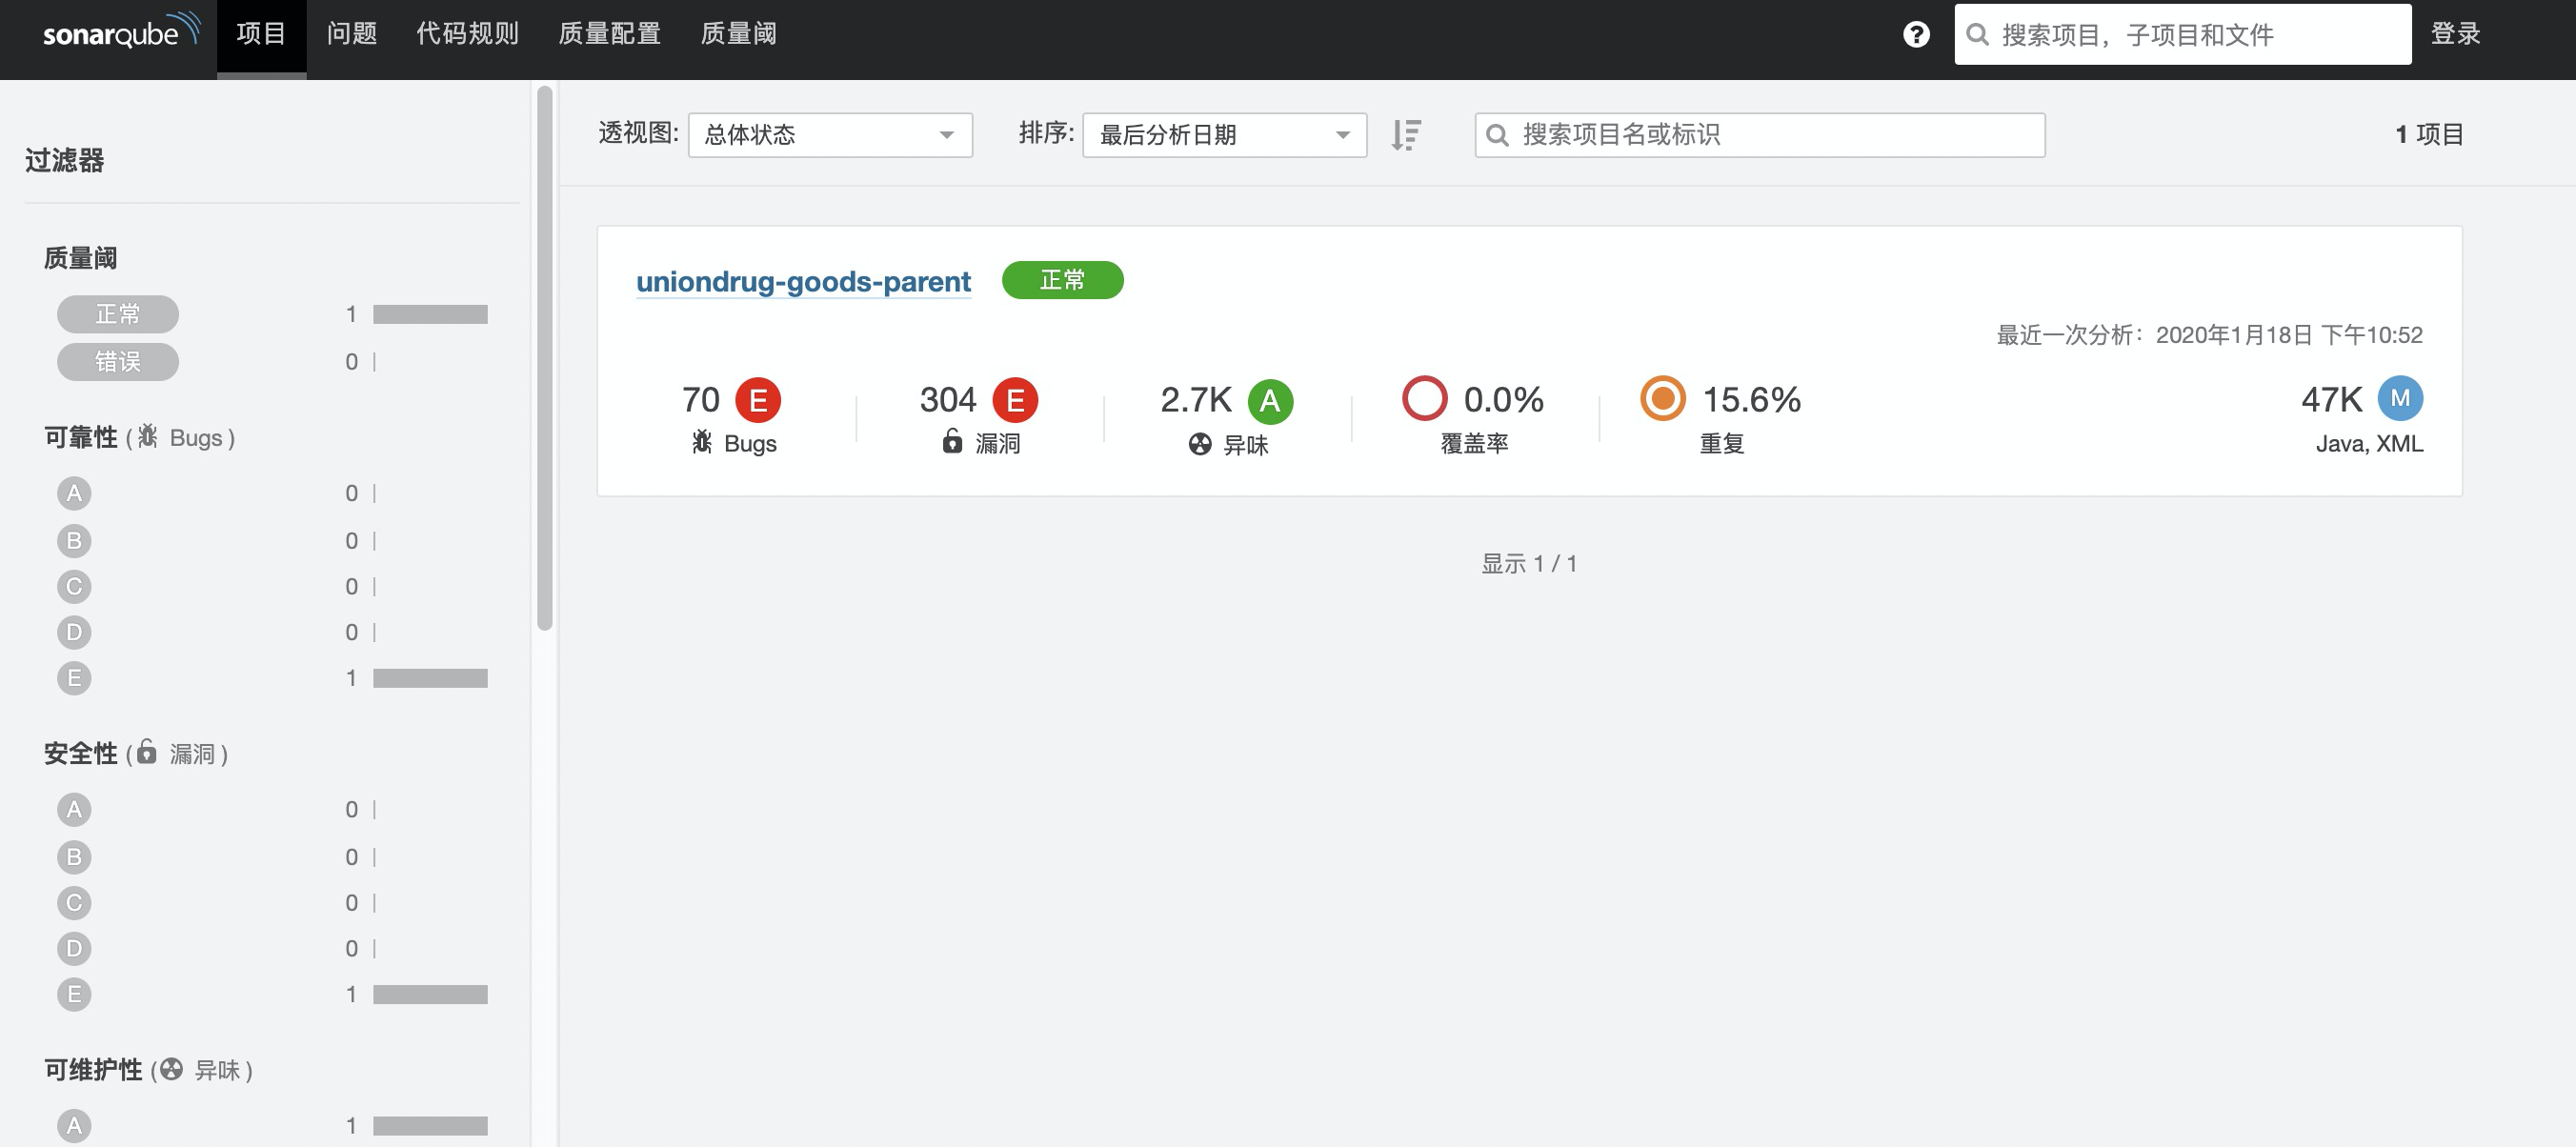 sonarqube 项目 问题 代码规则 质量配置 质量阈 ? 搜索项目，子项目和文件 登录
透视图: 总体状态 排序: 最后分析日期 搜索项目名或标识 1 项目
过滤器
质量阈
正常 1
错误 0
可靠性 ( Bugs )
A 0
B 0
C 0
D 0
E 1
安全性 ( 漏洞 )
A 0
B 0
C 0
D 0
E 1
可维护性 ( 异味 )
A 1
uniondrug-goods-parent 正常
最近一次分析：2020年1月18日 下午10:52
70 E 304 E 2.7K A 0.0% 15.6% 47K M
Bugs 漏洞 异味 覆盖率 重复 Java, XML
显示 1 / 1